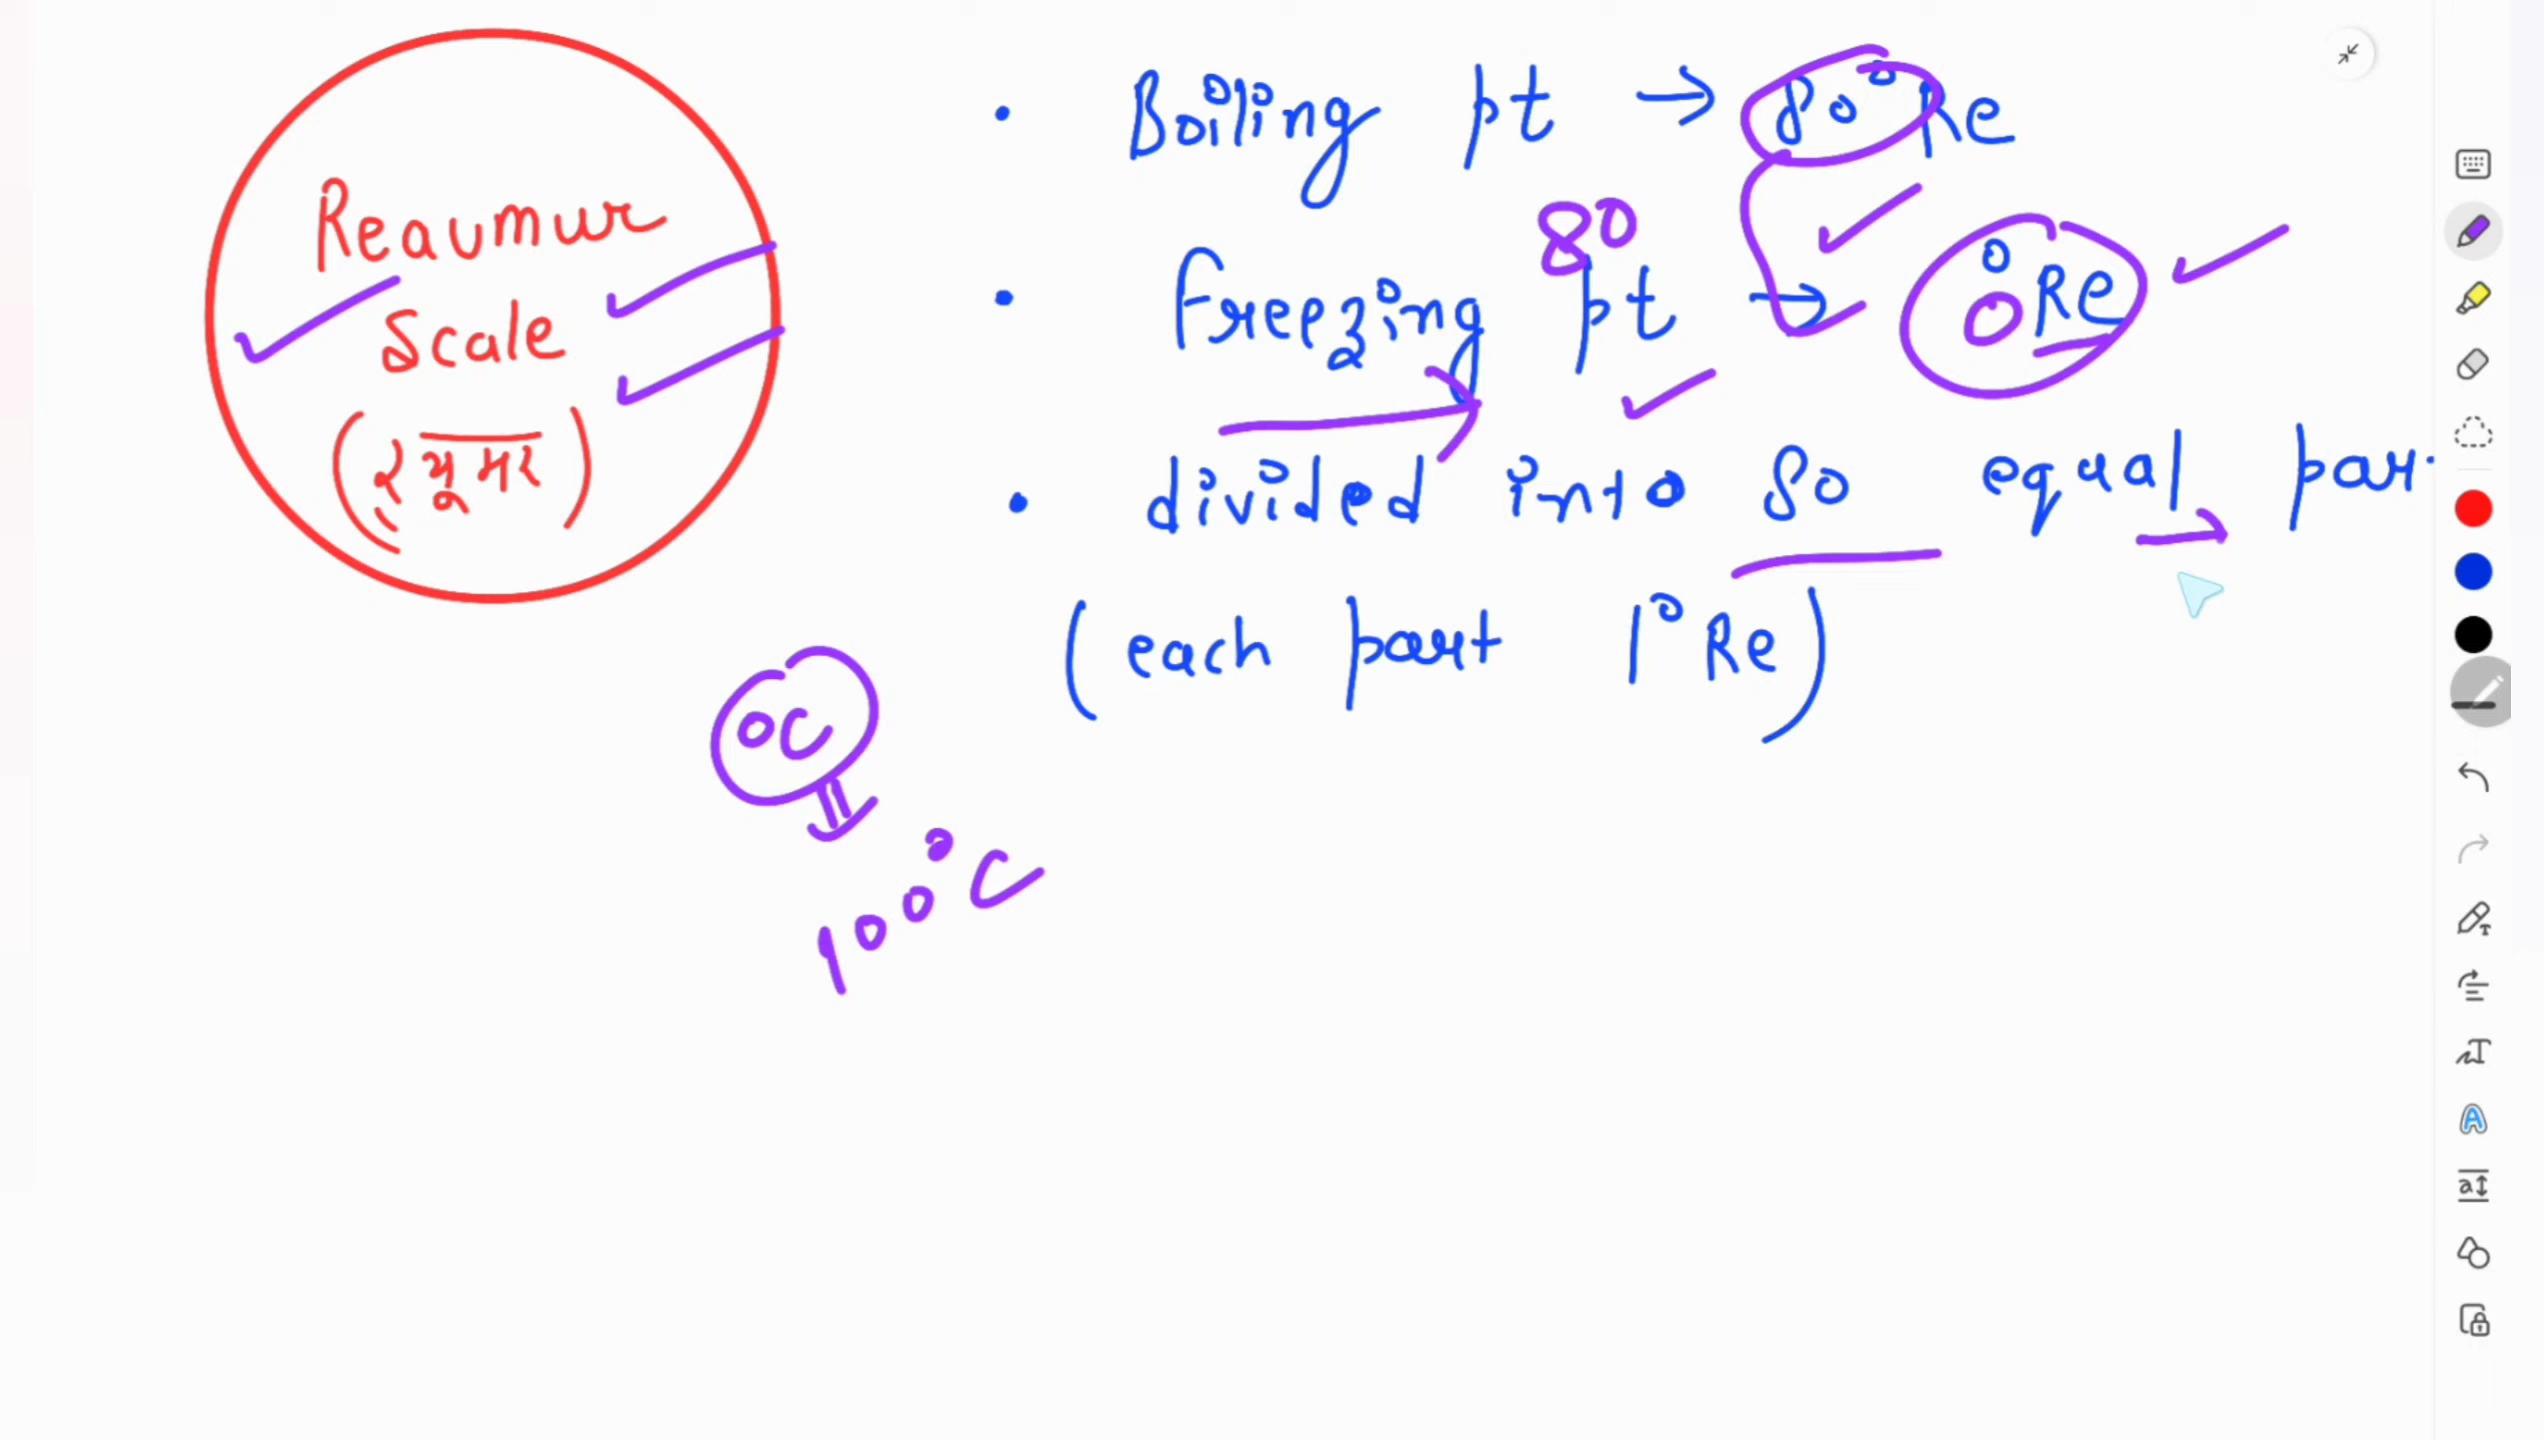 Reaumur
Scale
(रयूमर)
• Boiling pt → 80° Re
80
• Freezing pt → 0° Re
• divided into 80 equal par
(each part 1° Re)
0C
100°C